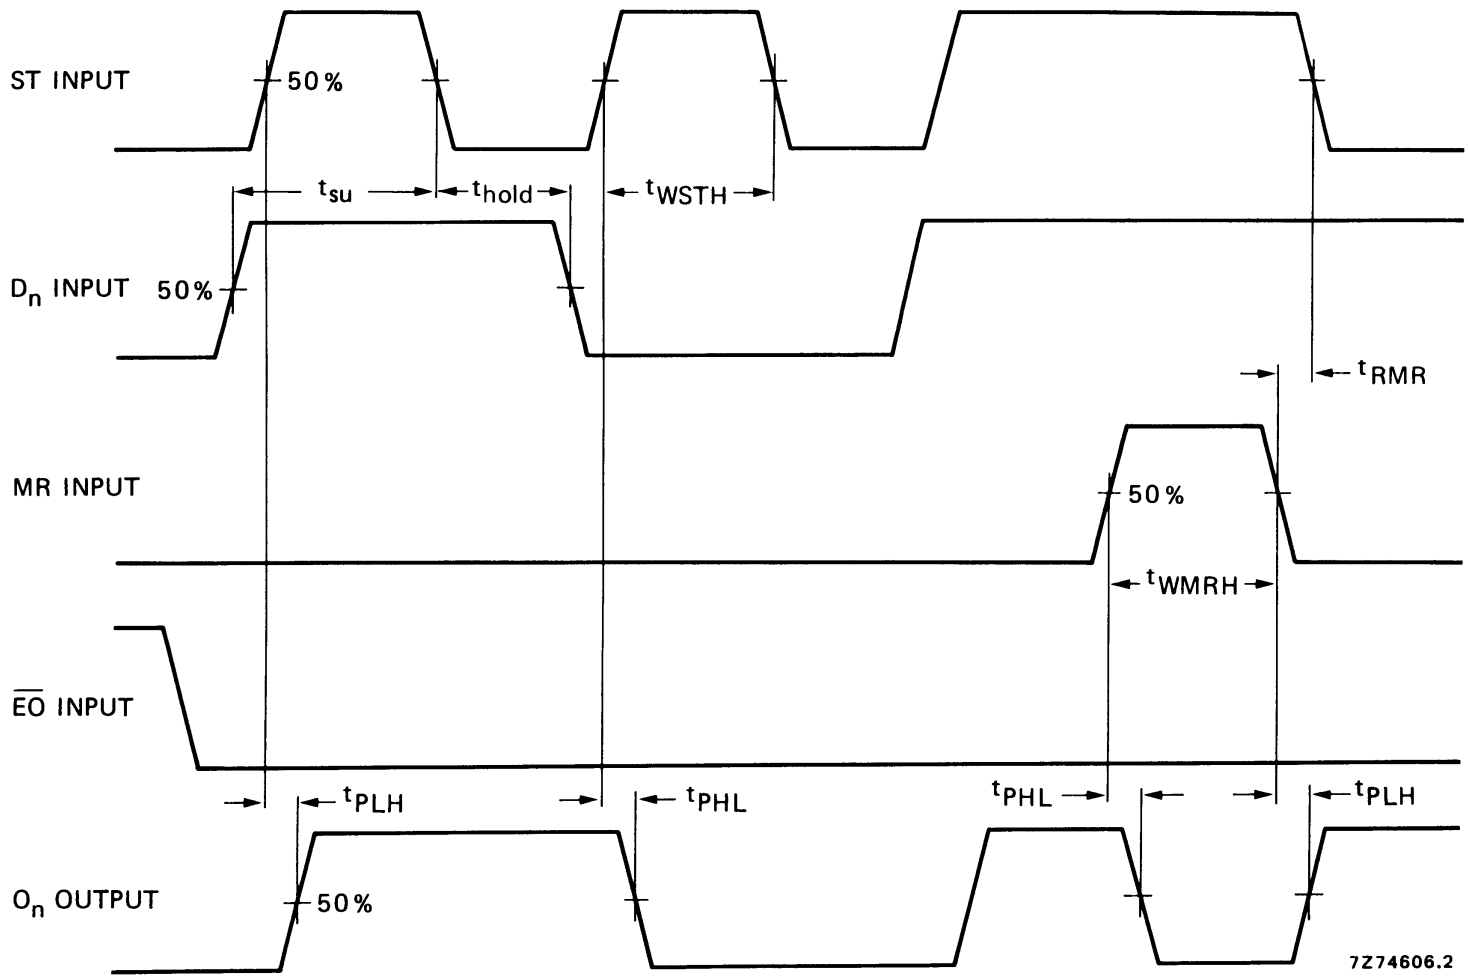 ST INPUT
50%
tsu
thold
tWSTH
Dn INPUT
50%
tRMR
MR INPUT
50%
tWMRH
E̅O̅ INPUT
tPLH
tPHL
tPHL
tPLH
On OUTPUT
50%
7Z74606.2